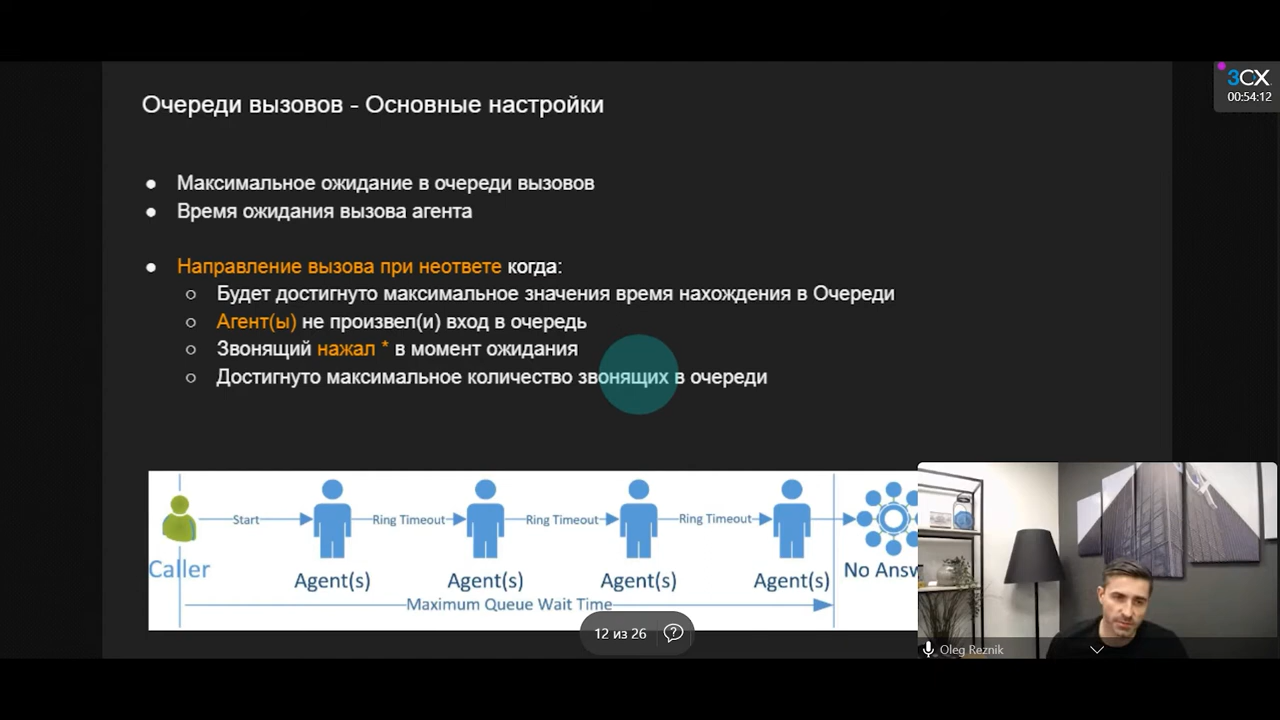 Очереди вызовов - Основные настройки
3CX
00:54:12
● Максимальное ожидание в очереди вызовов
● Время ожидания вызова агента
● Направление вызова при неответе когда:
○ Будет достигнуто максимальное значения время нахождения в Очереди
○ Агент(ы) не произвел(и) вход в очередь
○ Звонящий нажал * в момент ожидания
○ Достигнуто максимальное количество звонящих в очереди
Start Ring Timeout Ring Timeout Ring Timeout
Caller Agent(s) Agent(s) Agent(s) Agent(s) No Answ
Maximum Queue Wait Time
12 из 26
Oleg Reznik